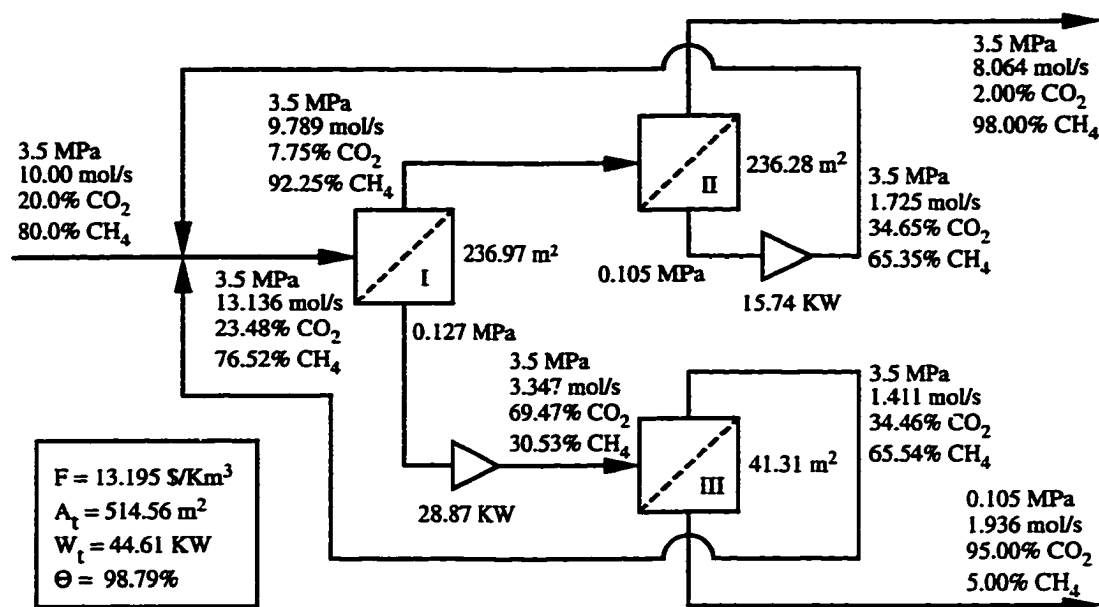 3.5 MPa
8.064 mol/s
2.00% CO₂
98.00% CH₄
3.5 MPa
9.789 mol/s
7.75% CO₂
92.25% CH₄
3.5 MPa
10.00 mol/s
20.0% CO₂
80.0% CH₄
II
236.28 m²
3.5 MPa
1.725 mol/s
34.65% CO₂
65.35% CH₄
I
236.97 m²
0.105 MPa
15.74 KW
3.5 MPa
13.136 mol/s
23.48% CO₂
76.52% CH₄
0.127 MPa
3.5 MPa
3.347 mol/s
69.47% CO₂
30.53% CH₄
3.5 MPa
1.411 mol/s
34.46% CO₂
65.54% CH₄
III
41.31 m²
28.87 KW
F = 13.195 $/Km³
Aₜ = 514.56 m²
Wₜ = 44.61 KW
Θ = 98.79%
0.105 MPa
1.936 mol/s
95.00% CO₂
5.00% CH₄